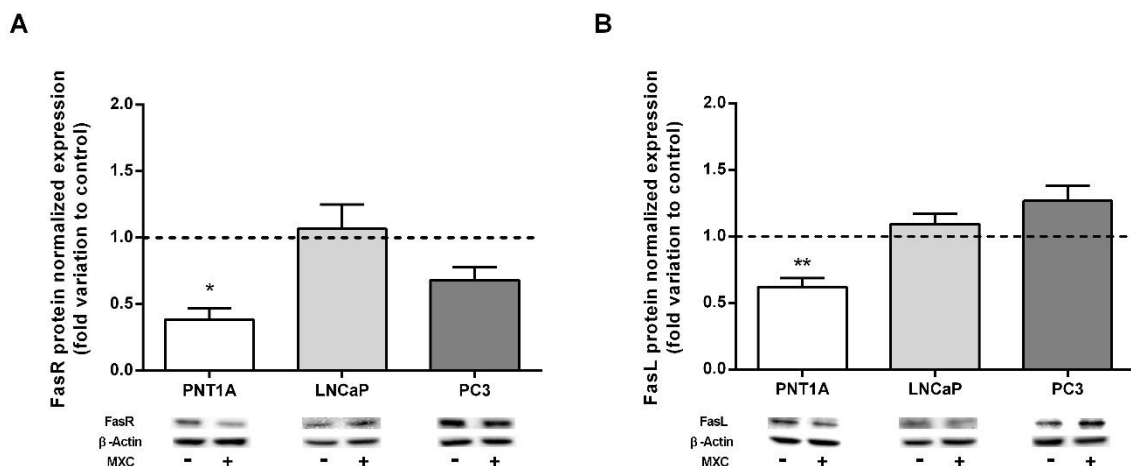 A
FasR protein normalized expression
(fold variation to control)
2.0
1.5
1.0
0.5
0.0
*
PNT1A LNCaP PC3
FasR
β-Actin
MXC - + - + - +
B
FasL protein normalized expression
(fold variation to control)
2.0
1.5
1.0
0.5
0.0
**
PNT1A LNCaP PC3
FasL
β-Actin
MXC - + - + - +